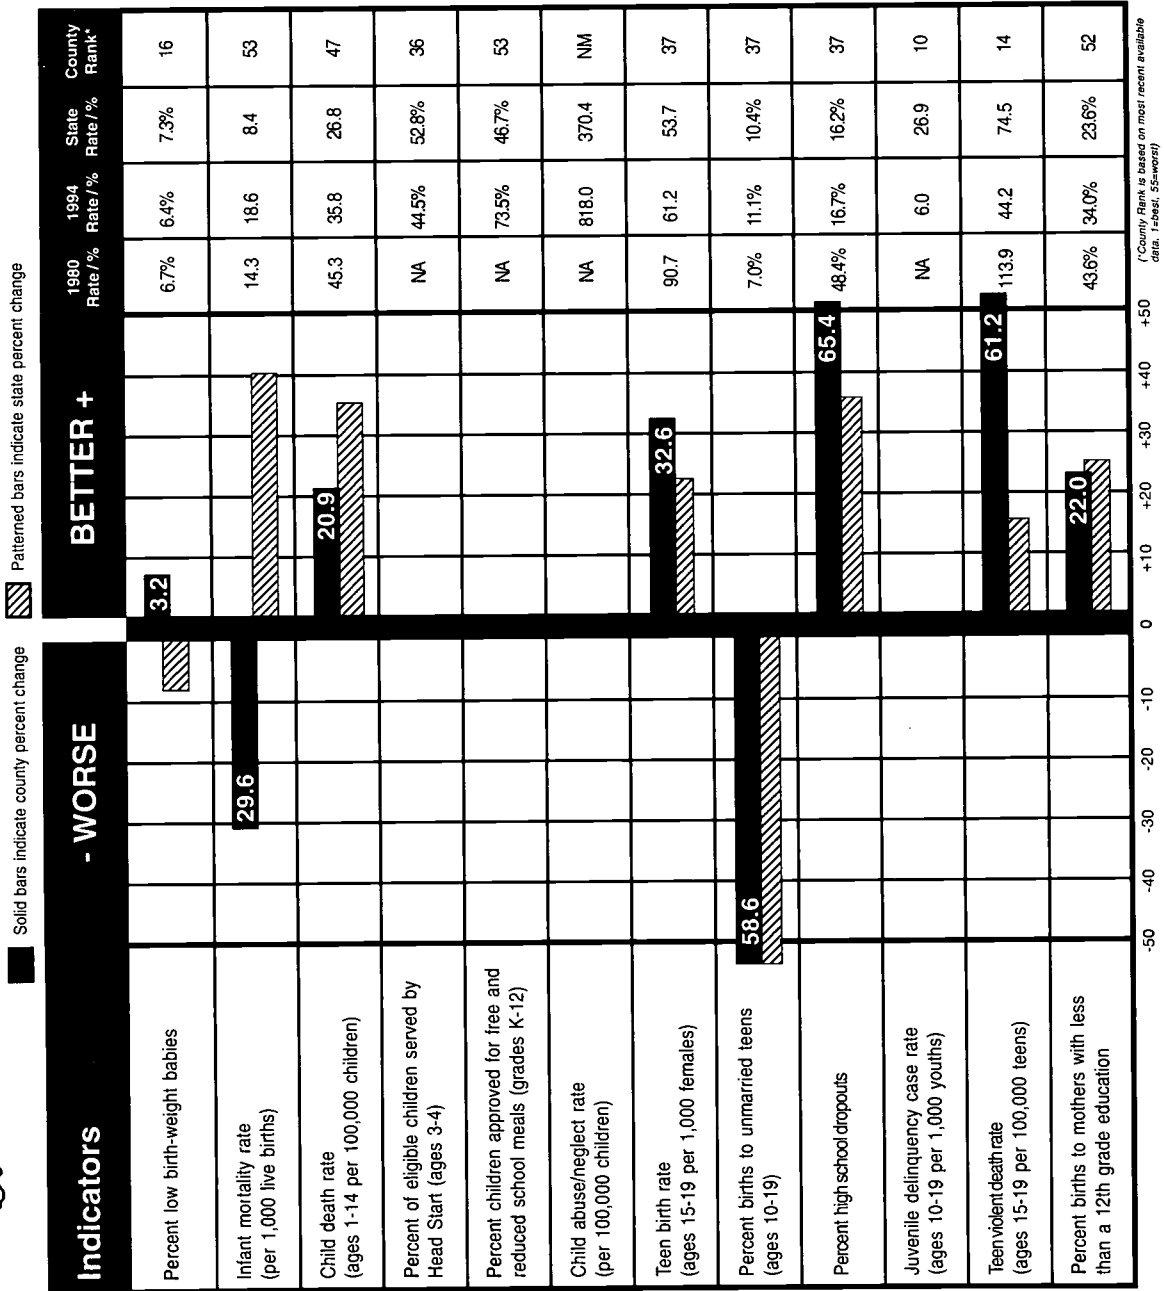 Solid bars indicate county percent change
Patterned bars indicate state percent change
Indicators
- WORSE
BETTER +
1980
Rate / %
1994
Rate / %
State
Rate / %
County
Rank*
Percent low birth-weight babies
3.2
6.7%
6.4%
7.3%
16
Infant mortality rate
(per 1,000 live births)
29.6
14.3
18.6
8.4
53
Child death rate
(ages 1-14 per 100,000 children)
20.9
45.3
35.8
26.8
47
Percent of eligible children served by
Head Start (ages 3-4)
NA
44.5%
52.8%
36
Percent children approved for free and
reduced school meals (grades K-12)
NA
73.5%
46.7%
53
Child abuse/neglect rate
(per 100,000 children)
NA
818.0
370.4
NM
Teen birth rate
(ages 15-19 per 1,000 females)
32.6
90.7
61.2
53.7
37
Percent births to unmarried teens
(ages 10-19)
58.6
7.0%
11.1%
10.4%
37
Percent high school dropouts
65.4
48.4%
16.7%
16.2%
37
Juvenile delinquency case rate
(ages 10-19 per 1,000 youths)
NA
6.0
26.9
10
Teen violent death rate
(ages 15-19 per 100,000 teens)
61.2
113.9
44.2
74.5
14
Percent births to mothers with less
than a 12th grade education
22.0
43.6%
34.0%
23.6%
52
-50
-40
-30
-20
-10
0
+10
+20
+30
+40
+50
(*County Rank is based on most recent available
data. 1=best, 55=worst)